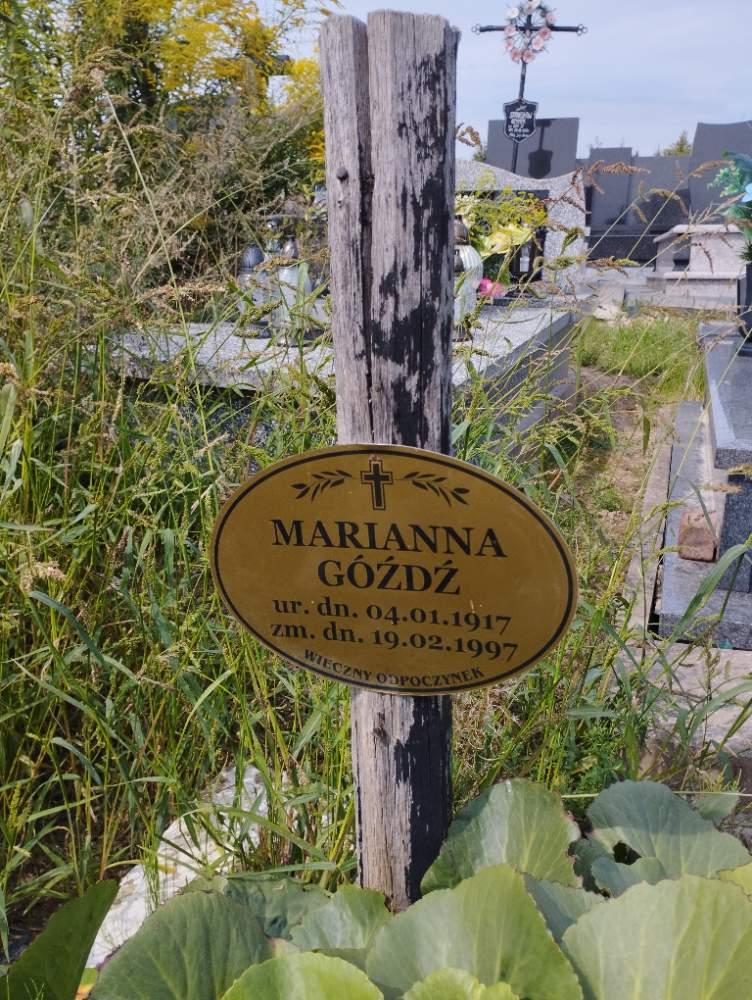 MARIANNA
GÓŹDŹ
ur. dn. 04.01.1917
zm. dn. 19.02.1997
WIECZNY ODPOCZYNEK